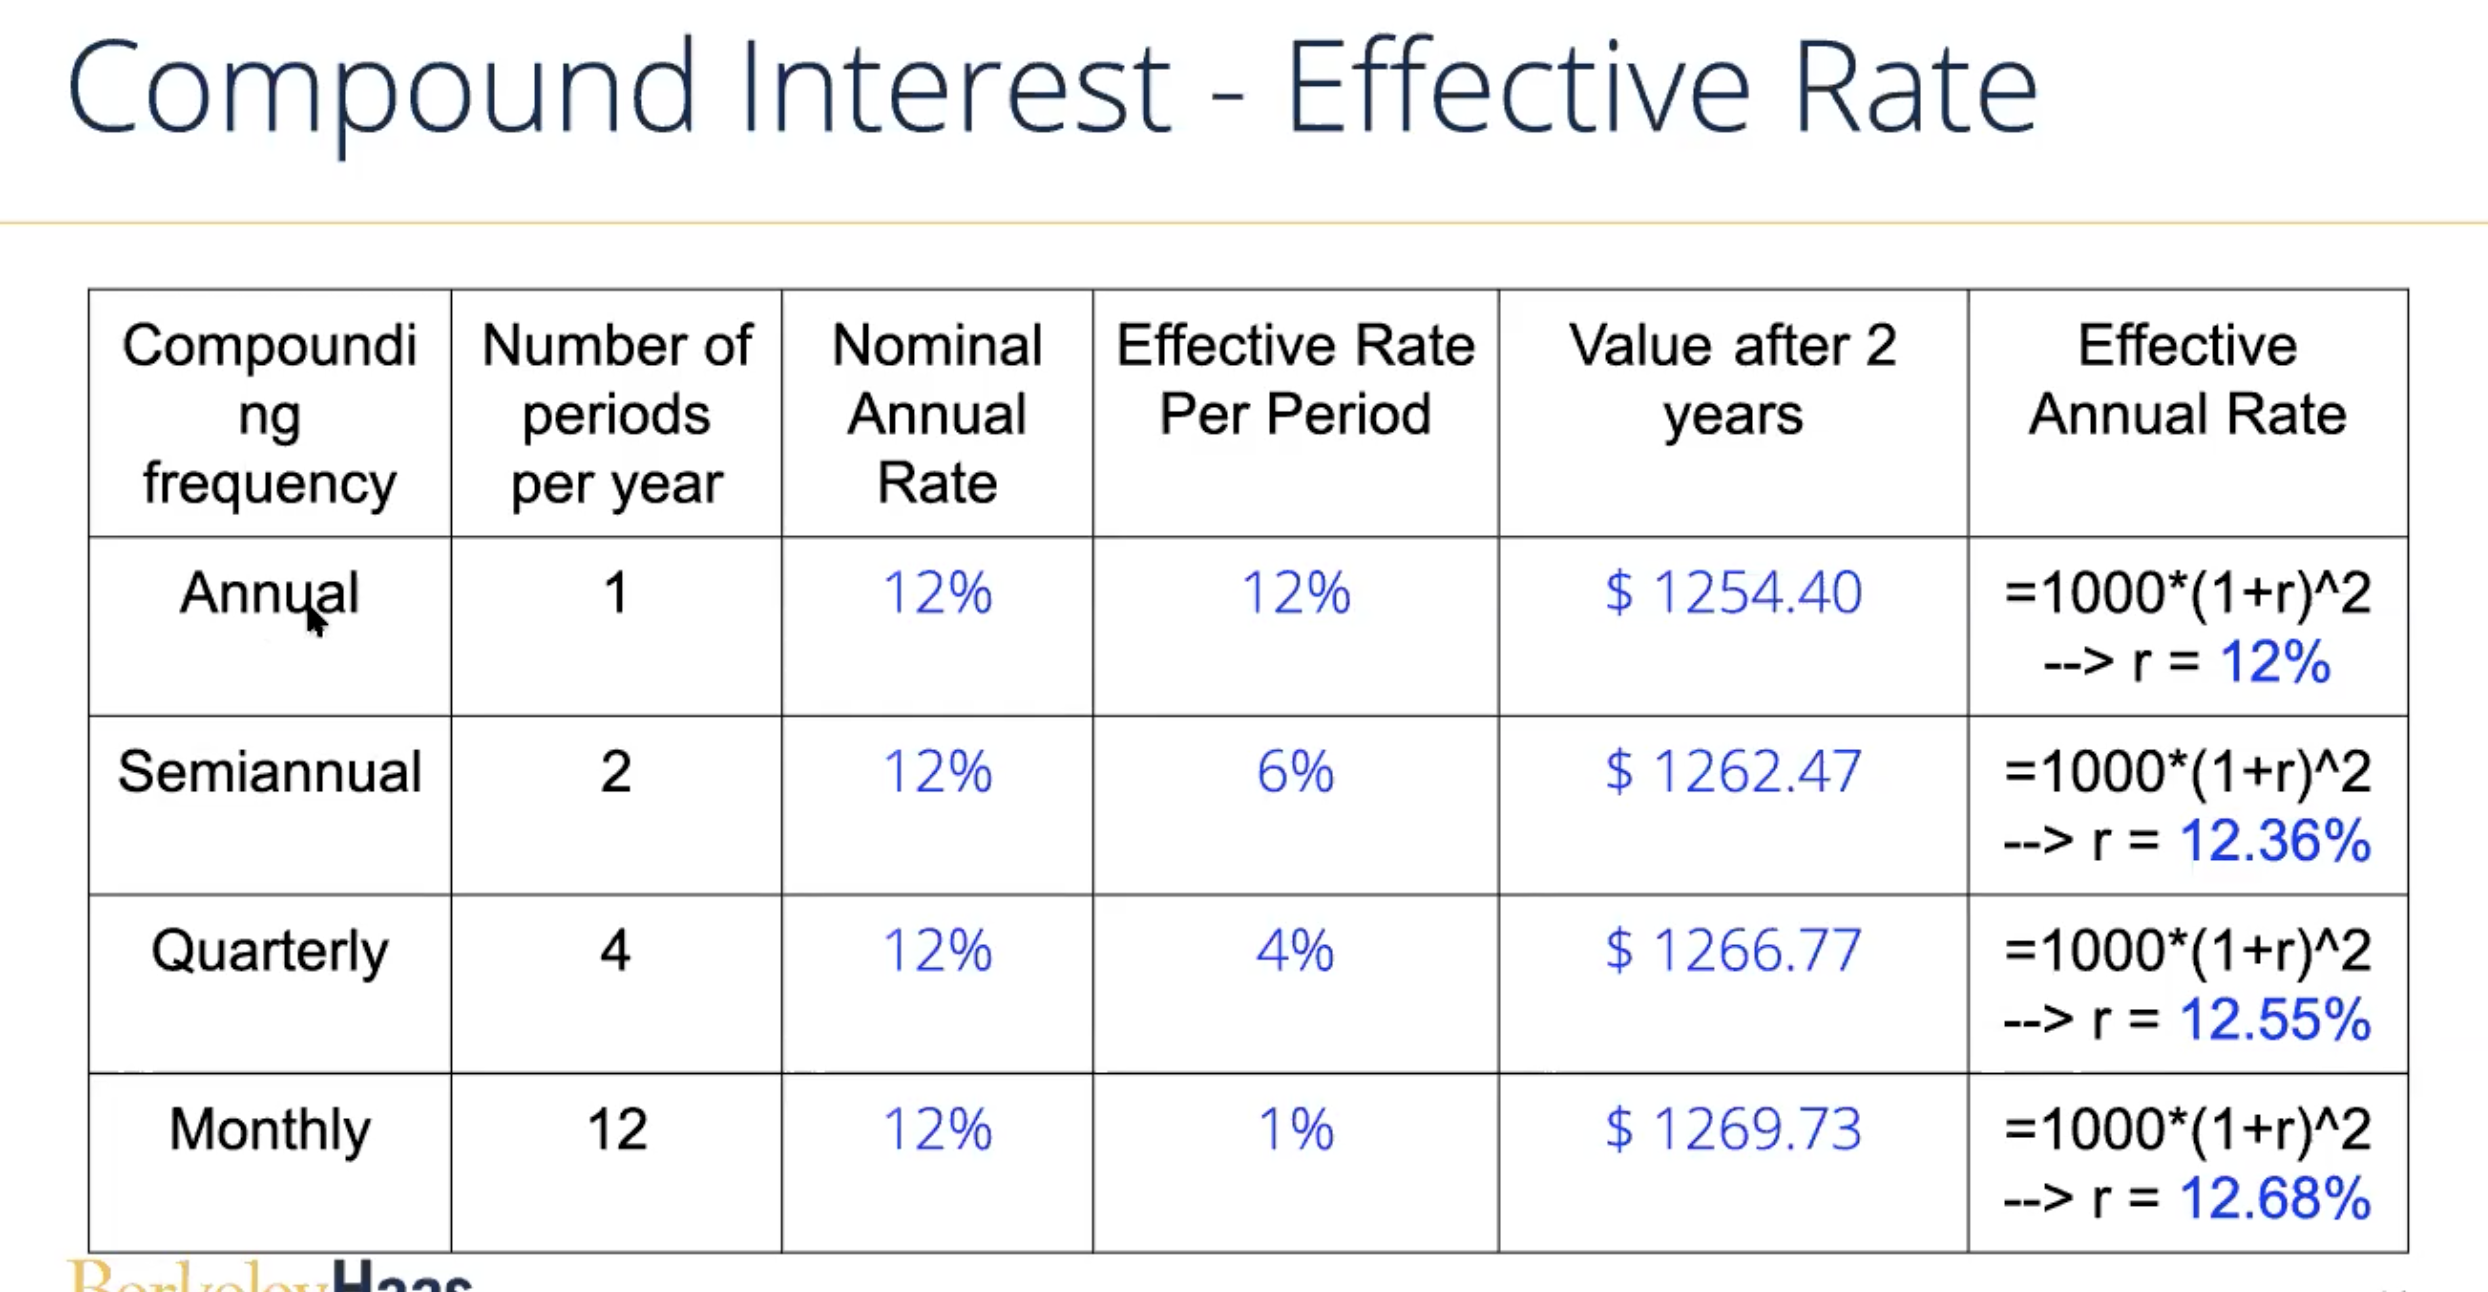 Compound Interest - Effective Rate
Compoundi
ng
frequency
Number of
periods
per year
Nominal
Annual
Rate
Effective Rate
Per Period
Value after 2
years
Effective
Annual Rate
Annual
1
12%
12%
$ 1254.40
=1000*(1+r)^2
--> r = 12%
Semiannual
2
12%
6%
$ 1262.47
=1000*(1+r)^2
--> r = 12.36%
Quarterly
4
12%
4%
$ 1266.77
=1000*(1+r)^2
--> r = 12.55%
Monthly
12
12%
1%
$ 1269.73
=1000*(1+r)^2
--> r = 12.68%
BerkeleyHaas